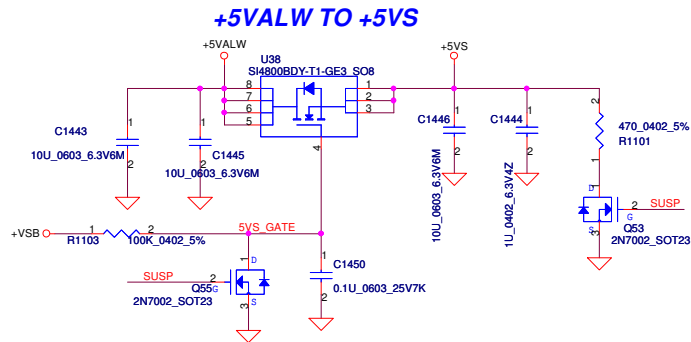 +5VALW TO +5VS
+5VALW
U38
SI4800BDY-T1-GE3_SO8
+5VS
8
7
6
5
1
2
3
4
C1443
1
2
10U_0603_6.3V6M
C1445
1
2
10U_0603_6.3V6M
C1446
1
2
10U_0603_6.3V6M
C1444
1
2
1U_0402_6.3V4Z
2
470_0402_5%
R1101
1
1
D
2
SUSP
G
Q53
S
3
2N7002_SOT23
+VSB
1
2
R1103
100K_0402_5%
5VS_GATE
SUSP
2
G
1
D
Q55
S
3
2N7002_SOT23
C1450
1
2
0.1U_0603_25V7K